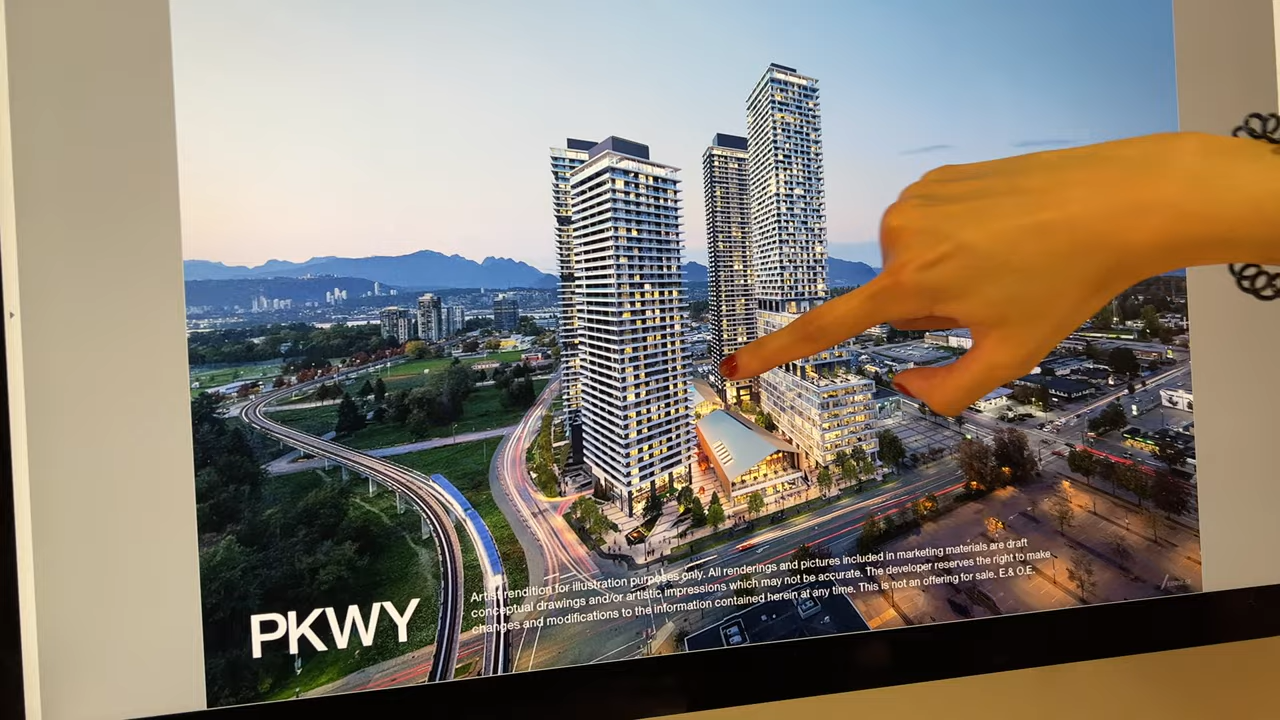 Artist rendition for illustration purposes only. All renderings and pictures included in marketing materials are draft
conceptual drawings and/or artistic impressions which may not be accurate. The developer reserves the right to make
changes and modifications to the information contained herein at any time. This is not an offering for sale. E.& O.E.
PKWY